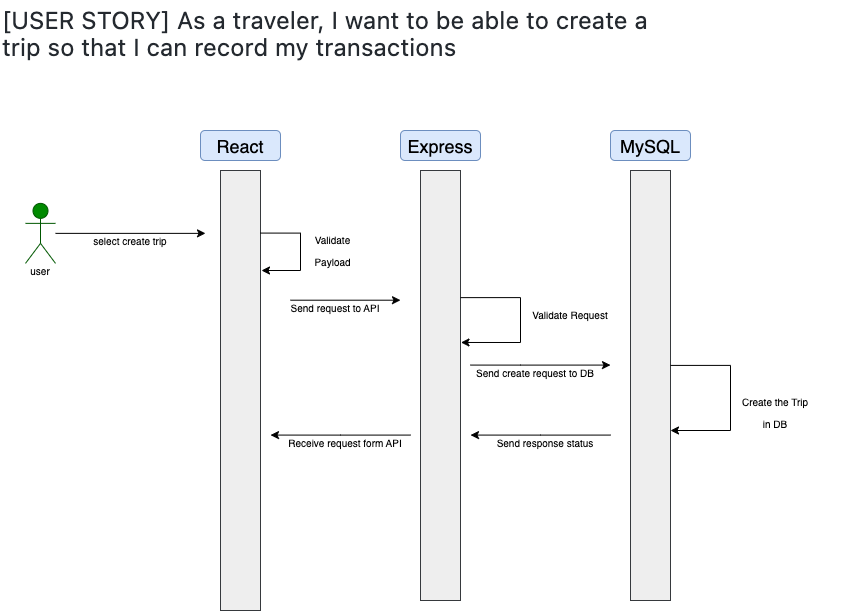 [USER STORY] As a traveler, I want to be able to create a
trip so that I can record my transactions
React
Express
MySQL
select create trip
user
Validate
Payload
Send request to API
Validate Request
Send create request to DB
Create the Trip
in DB
Send response status
Receive request form API